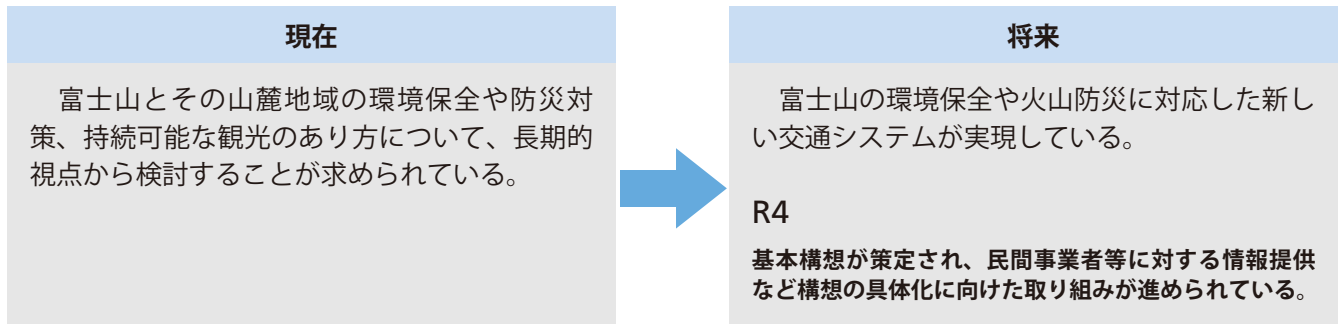 現在
富士山とその山麓地域の環境保全や防災対
策、持続可能な観光のあり方について、長期的
視点から検討することが求められている。
将来
富士山の環境保全や火山防災に対応した新し
い交通システムが実現している。
R4
基本構想が策定され、民間事業者等に対する情報提供
など構想の具体化に向けた取り組みが進められている。